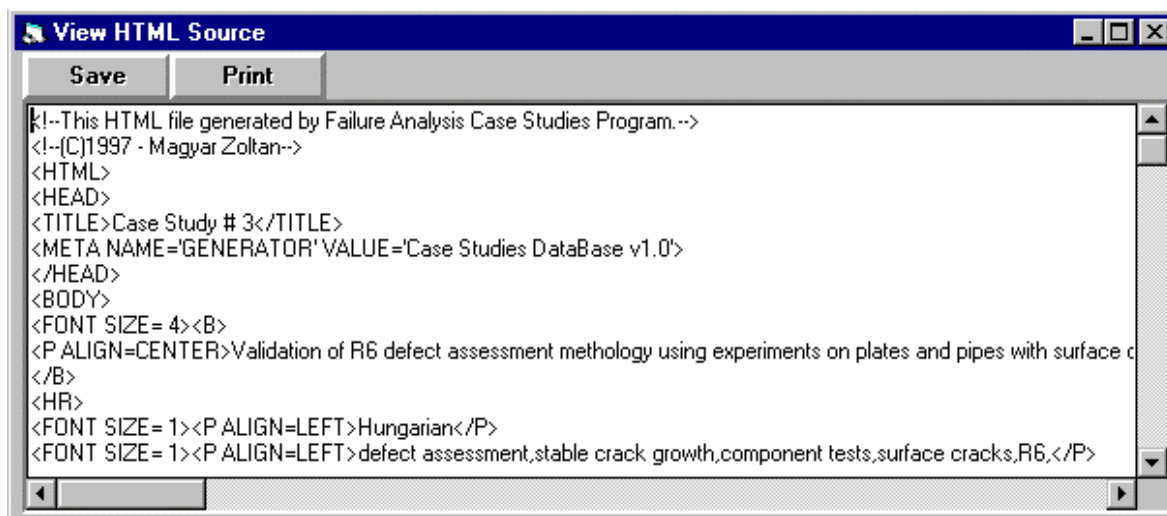 View HTML Source
Save Print
<!--This HTML file generated by Failure Analysis Case Studies Program.-->
<!--(C)1997 - Magyar Zoltan-->
<HTML>
<HEAD>
<TITLE>Case Study # 3</TITLE>
<META NAME='GENERATOR' VALUE='Case Studies DataBase v1.0'>
</HEAD>
<BODY>
<FONT SIZE= 4><B>
<P ALIGN=CENTER>Validation of R6 defect assessment methology using experiments on plates and pipes with surface
</B>
<HR>
<FONT SIZE= 1><P ALIGN=LEFT>Hungarian</P>
<FONT SIZE= 1><P ALIGN=LEFT>defect assessment,stable crack growth,component tests,surface cracks,R6,</P>